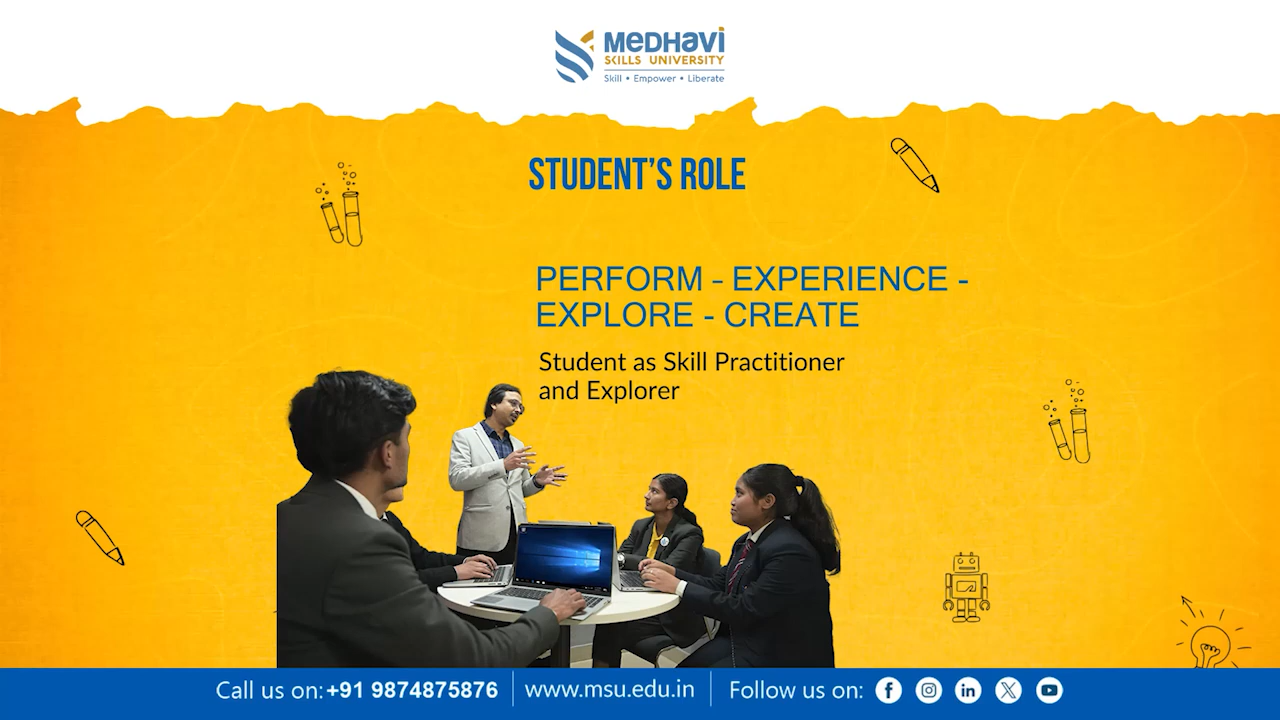 MEDHAVI
SKILLS UNIVERSITY
Skill • Empower • Liberate
STUDENT'S ROLE
PERFORM - EXPERIENCE -
EXPLORE - CREATE
Student as Skill Practitioner
and Explorer
Call us on: +91 9874875876 www.msu.edu.in Follow us on: